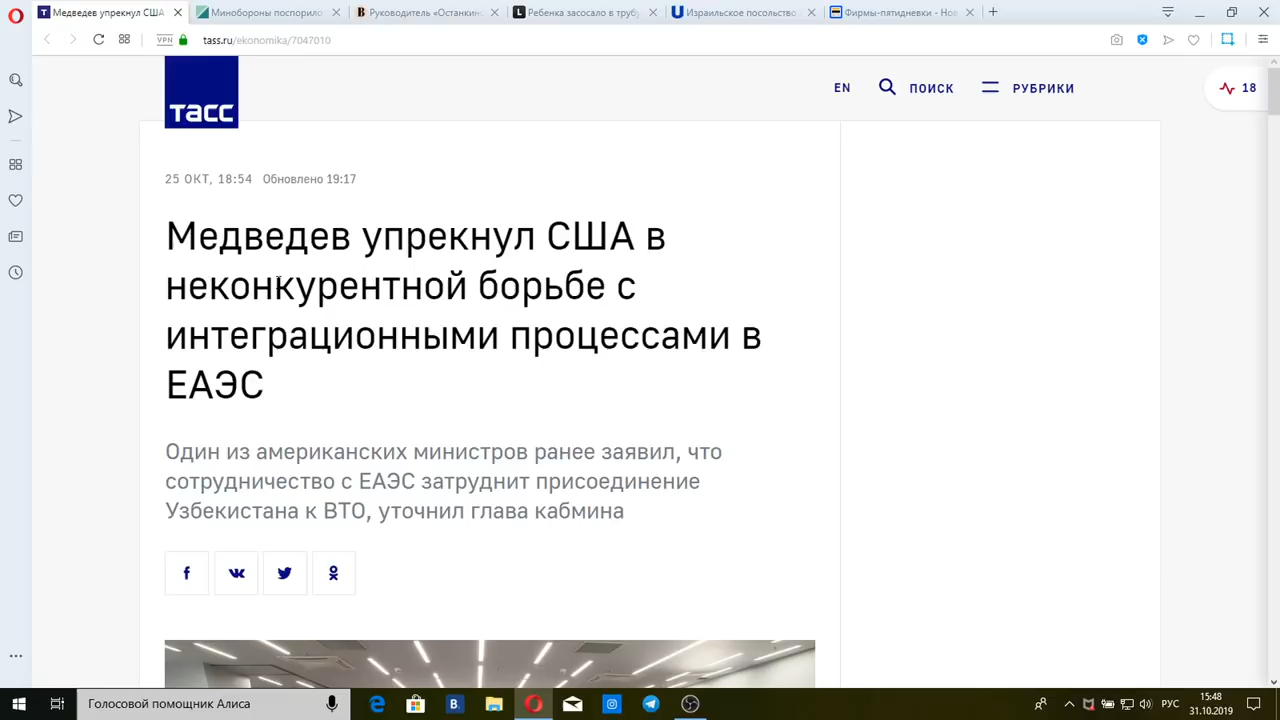 Медведев упрекнул США
Минобороны поспорило
Руководитель «Останкин
Ребенка засосало в трубу
Израильское посольство
Фирмы-пятидневки - Нов
VPN
tass.ru/ekonomika/7047010
ТАСС
EN
ПОИСК
РУБРИКИ
18
25 ОКТ, 18:54 Обновлено 19:17
Медведев упрекнул США в
неконкурентной борьбе с
интеграционными процессами в
ЕАЭС
Один из американских министров ранее заявил, что
сотрудничество с ЕАЭС затруднит присоединение
Узбекистана к ВТО, уточнил глава кабмина
Голосовой помощник Алиса
РУС
15:48
31.10.2019